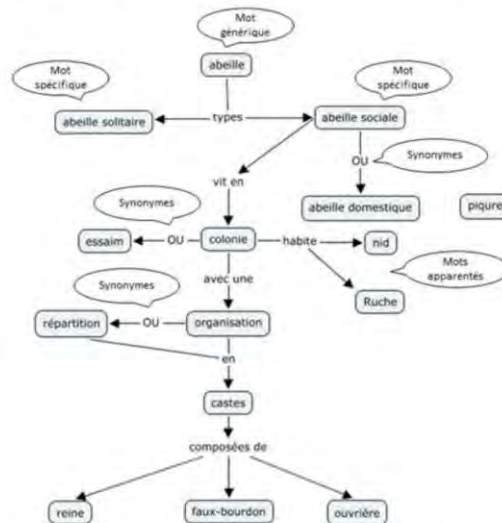 Mot
générique
abeille
Mot
spécifique
Mot
spécifique
abeille solitaire
types
abeille sociale
OU
Synonymes
vit en
abeille domestique
piqure
Synonymes
essaim
OU
colonie
habite
nid
Mots
apparentés
avec une
Ruche
Synonymes
répartition
OU
organisation
en
castes
composées de
reine
faux-bourdon
ouvrière